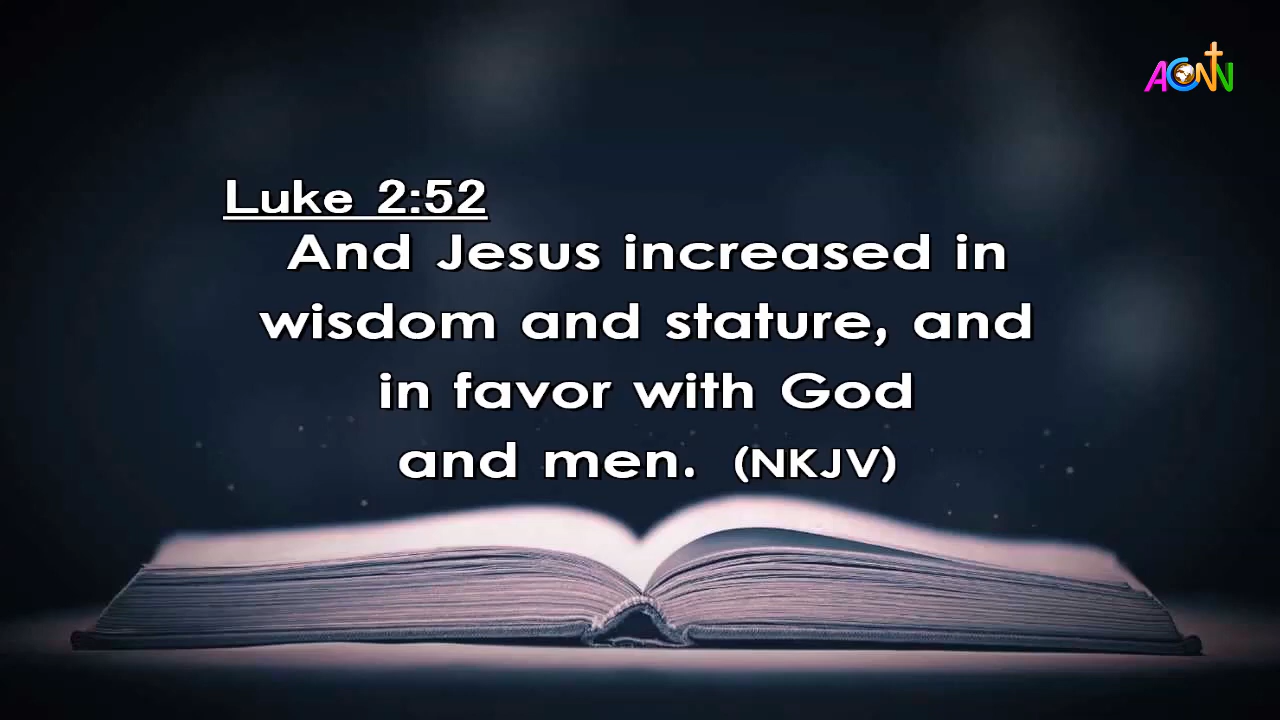 ACNN
Luke 2:52
And Jesus increased in
wisdom and stature, and
in favor with God
and men. (NKJV)